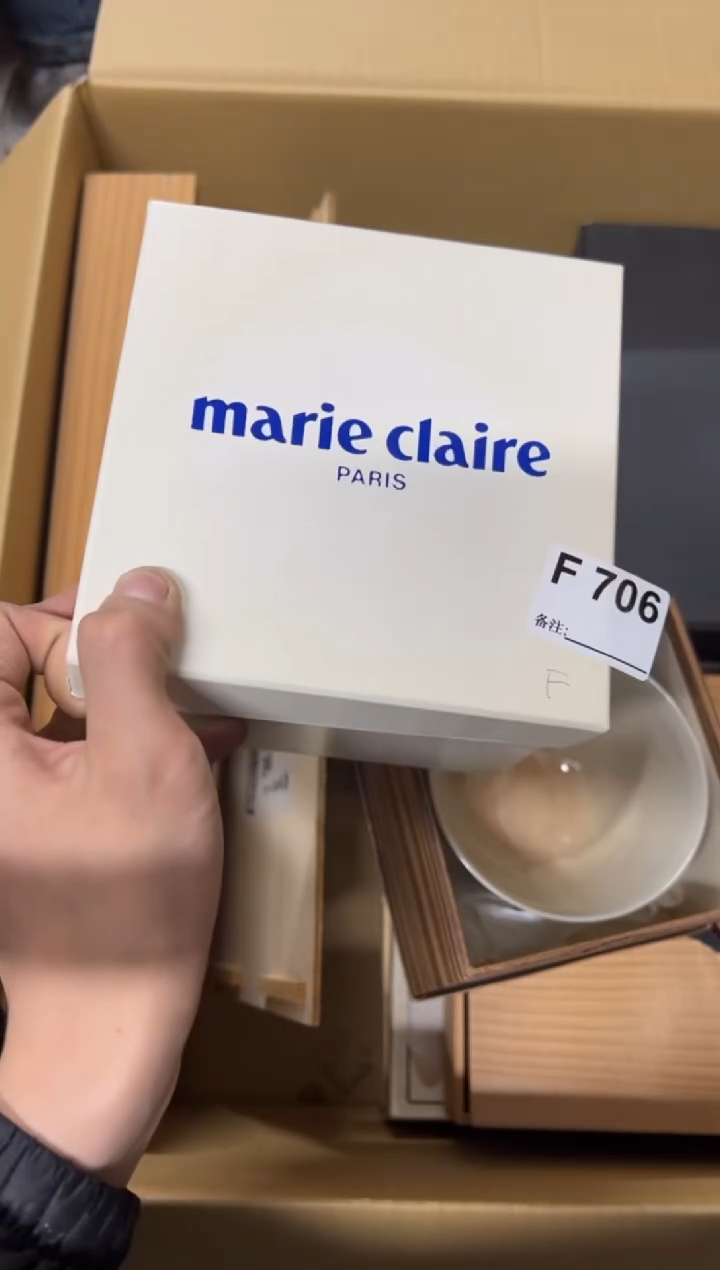 marie claire
PARIS
F 706
备注:
F